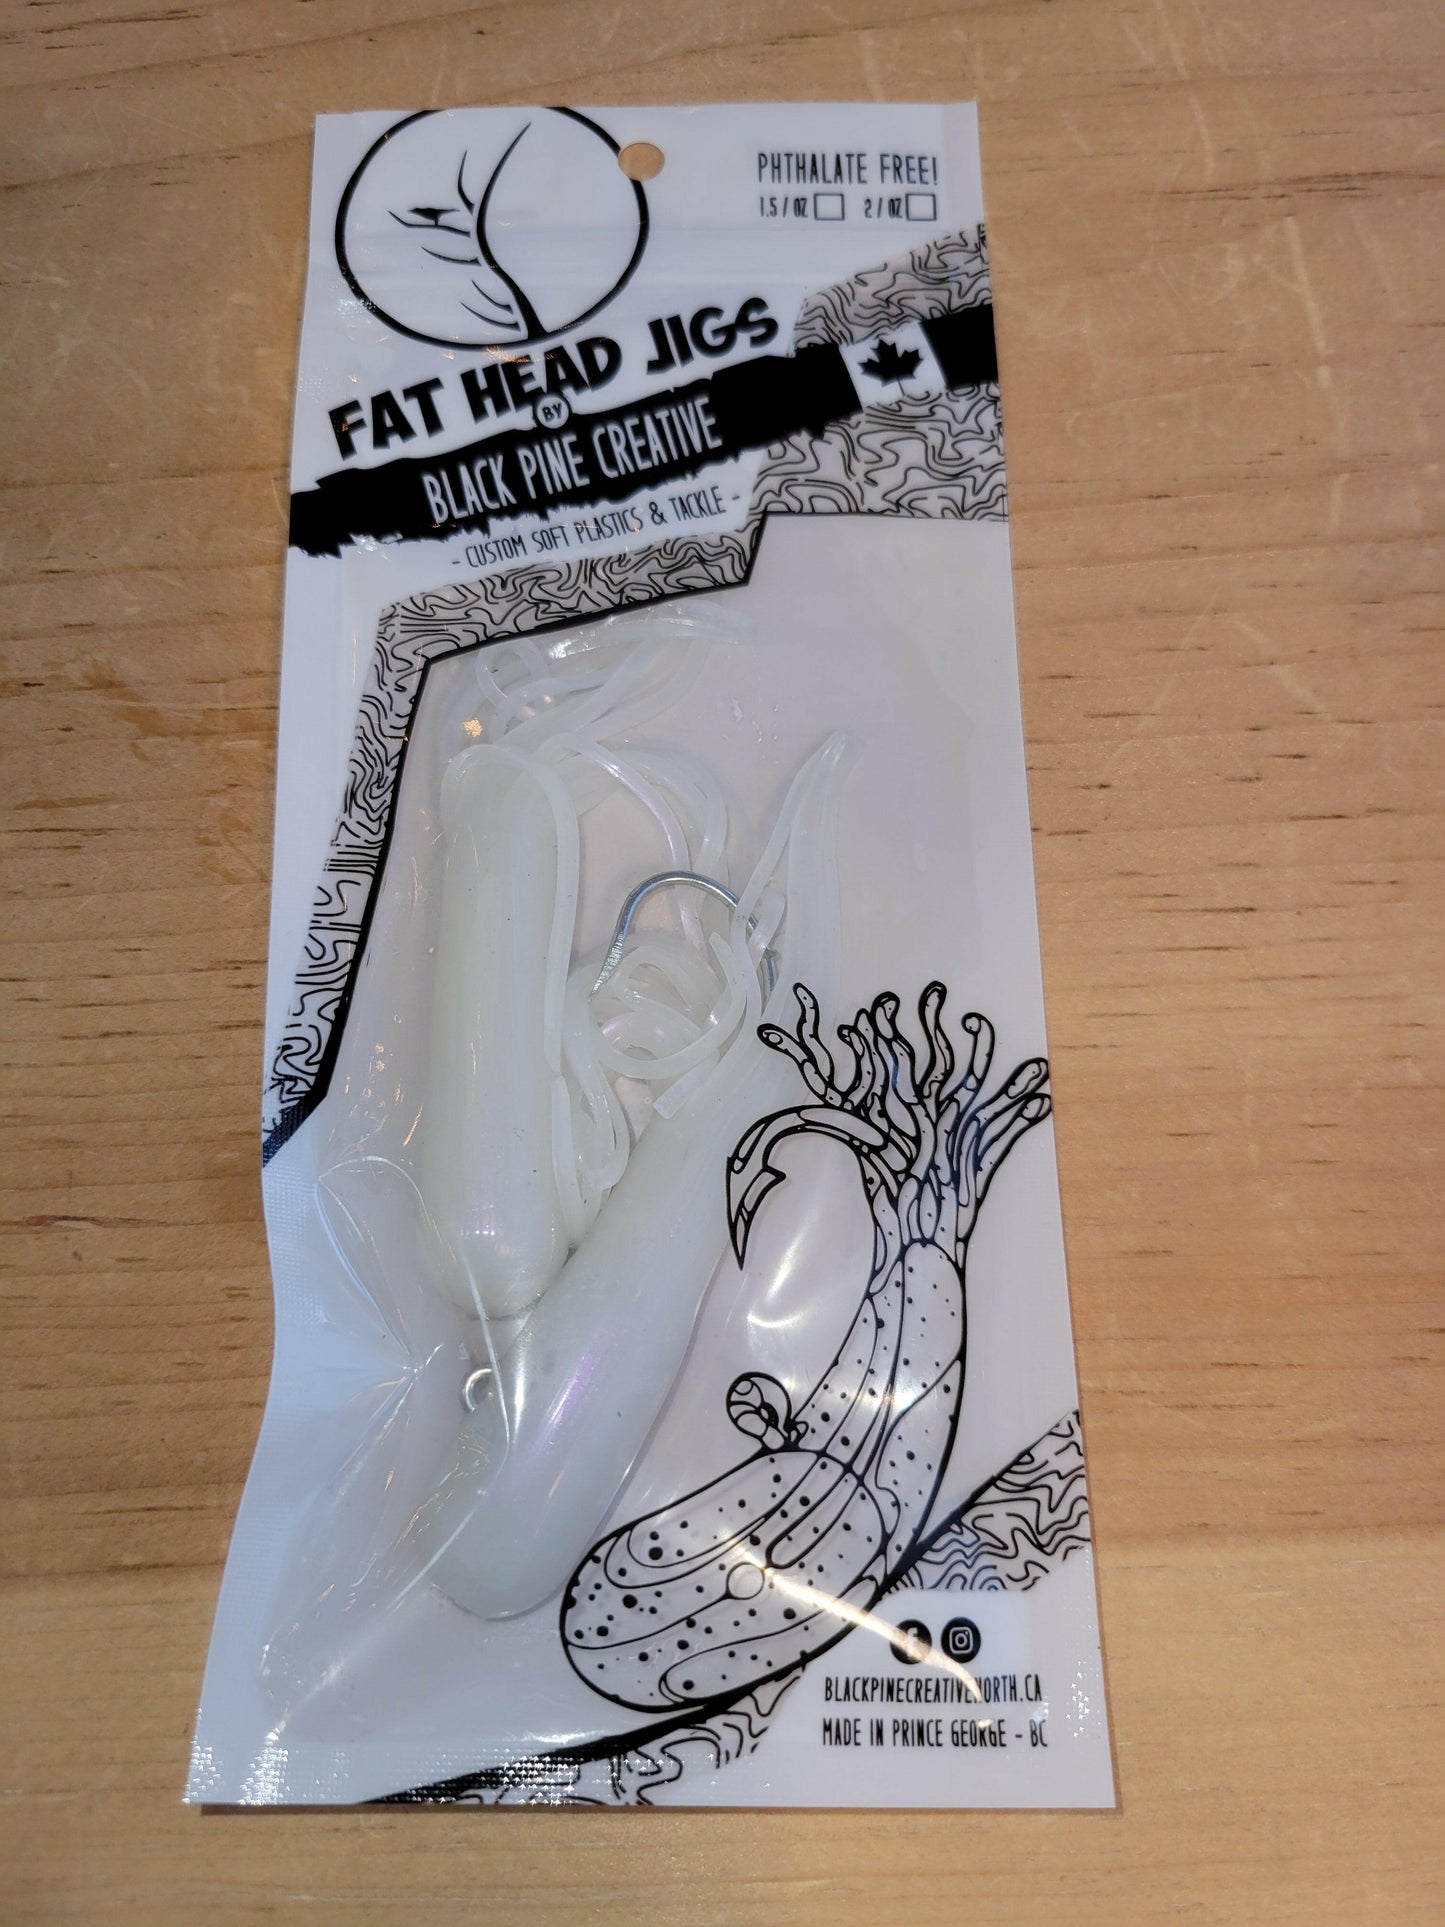 PHTHALATE FREE!
1.5/OZ 2/OZ
FAT HEAD JIGS
BY
BLACK PINE CREATIVE
- CUSTOM SOFT PLASTICS & TACKLE -
BLACKPINECREATIVENORTH.CA
MADE IN PRINCE GEORGE - BC